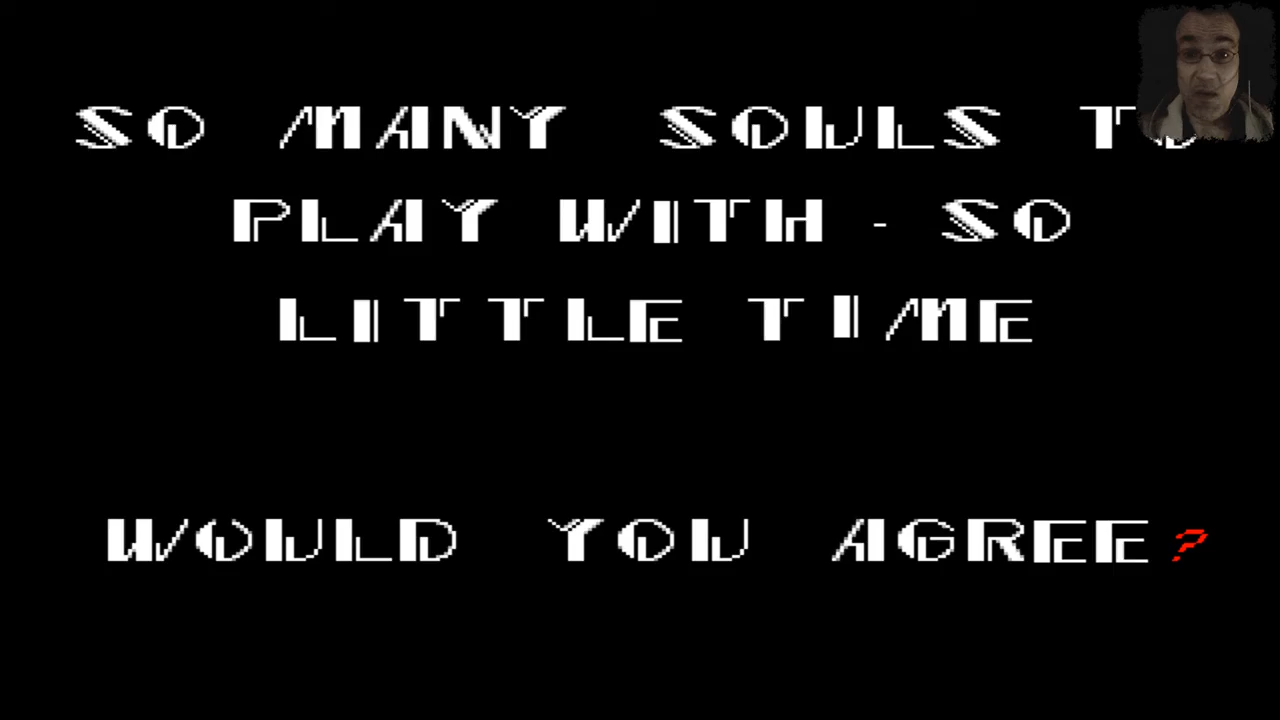 SO MANY SOULS TO
PLAY WITH - SO
LITTLE TIME
WOULD YOU AGREE?